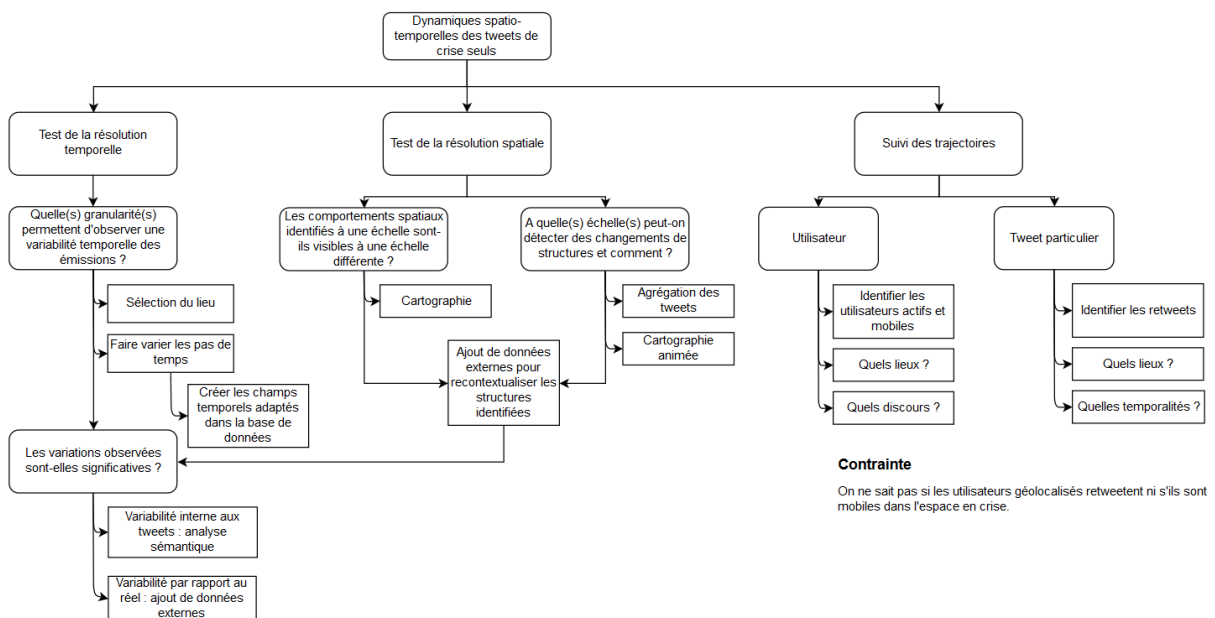 Dynamiques spatio-
temporelles des tweets de
crise seuls
Test de la résolution
temporelle
Test de la résolution spatiale
Suivi des trajectoires
Quelle(s) granularité(s)
permettent d'observer une
variabilité temporelle des
émissions ?
Les comportements spatiaux
identifiés à une échelle sont-
ils visibles à une échelle
différente ?
A quelle(s) échelle(s) peut-on
détecter des changements de
structures et comment ?
Utilisateur
Tweet particulier
Sélection du lieu
Cartographie
Agrégation des
tweets
Identifier les
utilisateurs actifs et
mobiles
Identifier les retweets
Faire varier les pas de
temps
Cartographie
animée
Ajout de données
externes pour
recontextualiser les
structures
identifiées
Quels lieux ?
Quels lieux ?
Créer les champs
temporels adaptés
dans la base de
données
Quels discours ?
Quelles temporalités ?
Les variations observées
sont-elles significatives ?
Contrainte
On ne sait pas si les utilisateurs géolocalisés retweetent ni s'ils sont
mobiles dans l'espace en crise.
Variabilité interne aux
tweets : analyse
sémantique
Variabilité par rapport au
réel : ajout de données
externes